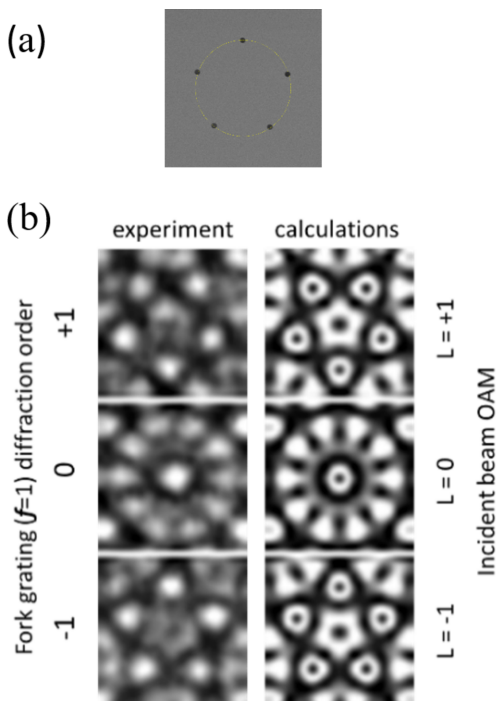 (a)
(b)
experiment
calculations
Fork grating (f=1) diffraction order
+1
0
-1
L = +1
L = 0
L = -1
Incident beam OAM